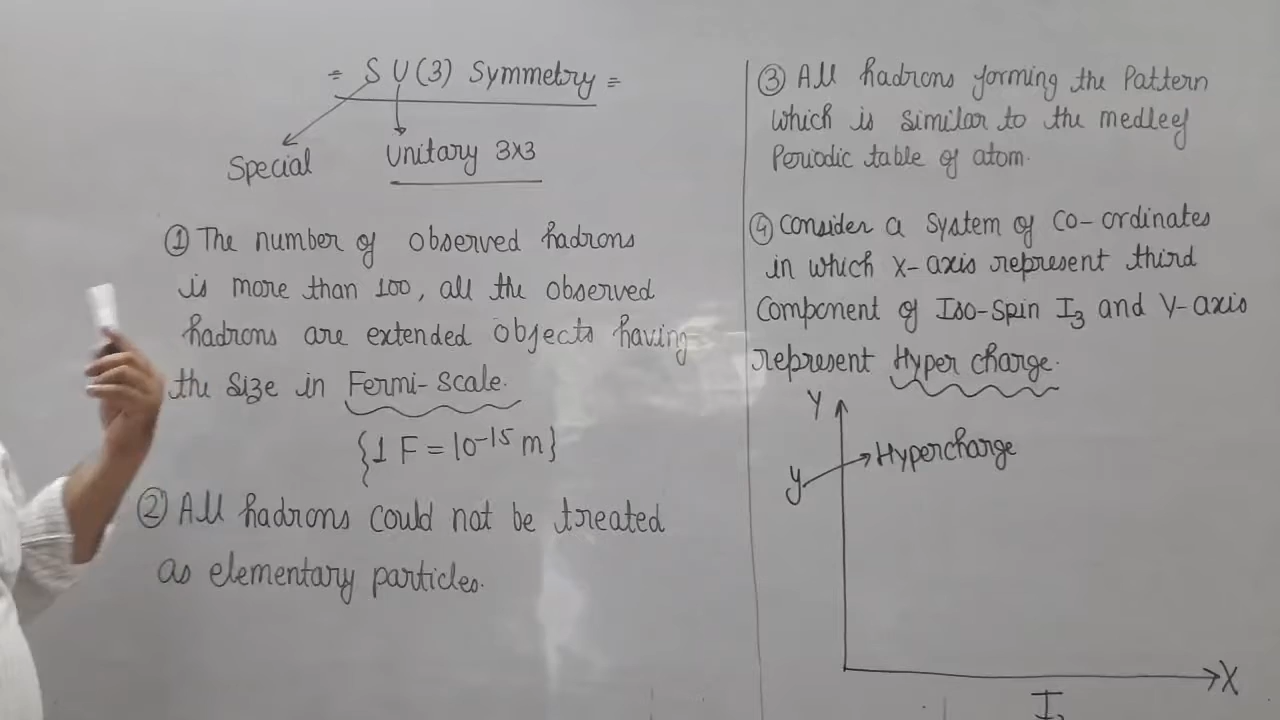 = SU(3) Symmetry =
Special
Unitary 3x3
① The number of observed hadrons
is more than 100, all the observed
hadrons are extended objects having
the size in Fermi-Scale.
{1 F = 10⁻¹⁵ m}
② All hadrons could not be treated
as elementary particles.
③ All hadrons forming the Pattern
which is similar to the medleef
Periodic table of atom.
④ Consider a system of Co-ordinates
in which X-axis represent third
Component of Iso-spin I₃ and Y-axis
represent Hyper charge.
Y
Hypercharge
y
X